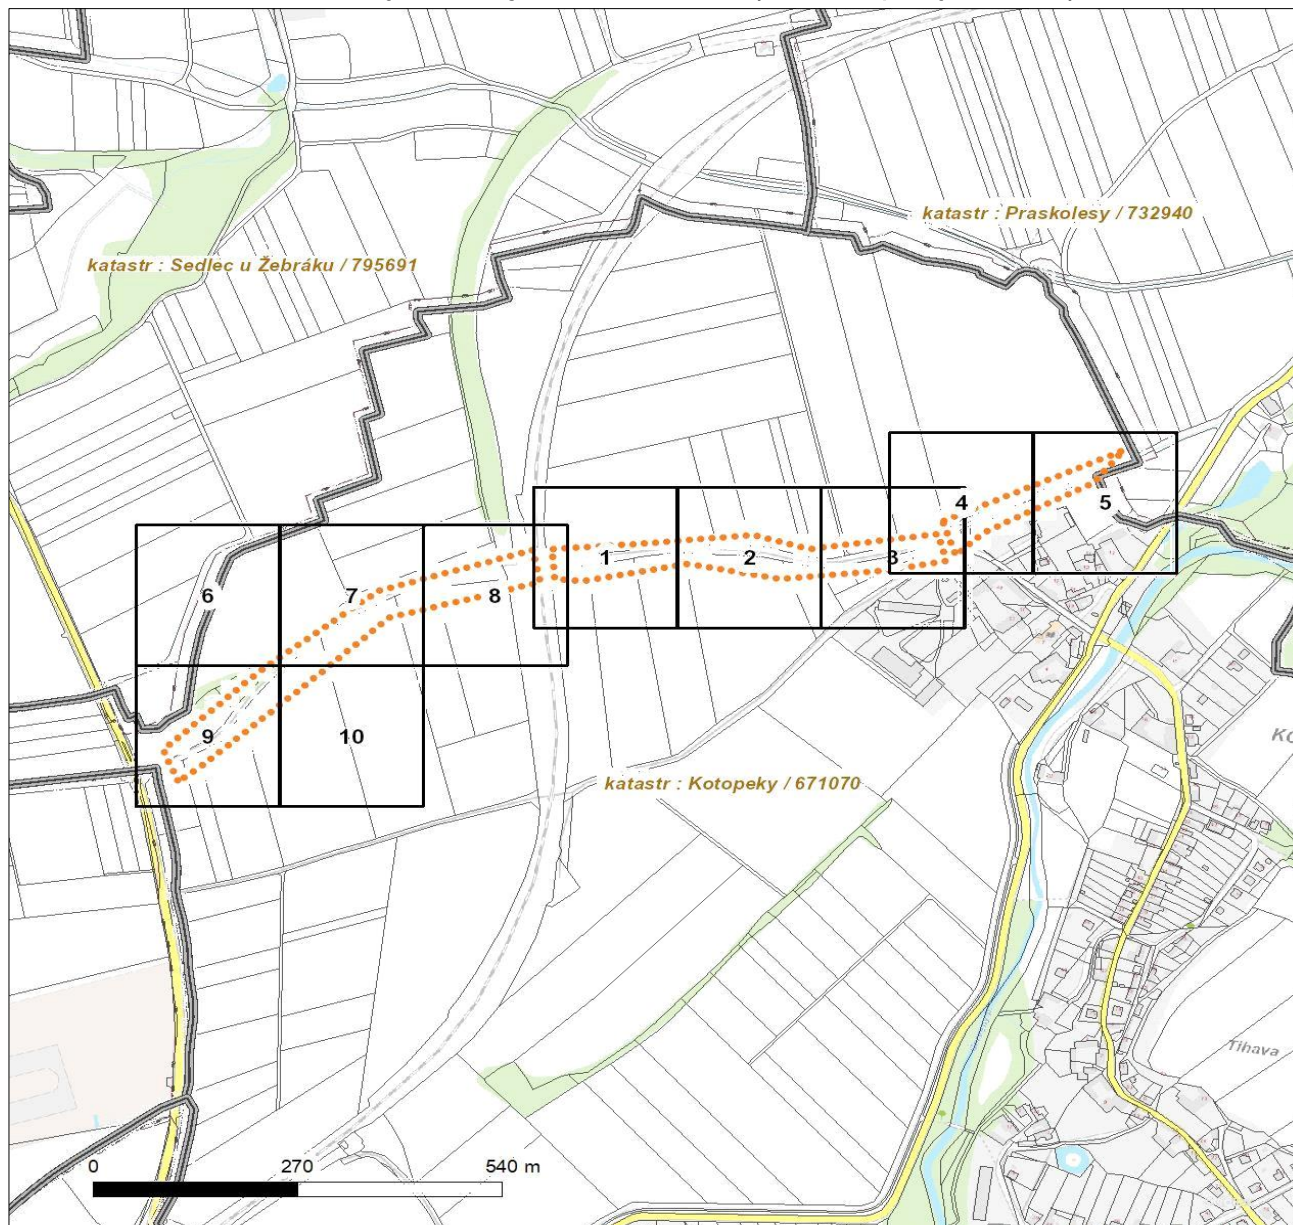 katastr : Praskolesy / 732940
katastr : Sedlec u Žebráku / 795691
4
5
1
2
3
6
7
8
9
10
Ko
katastr : Kotopeky / 671070
Tihava
0 270 540 m